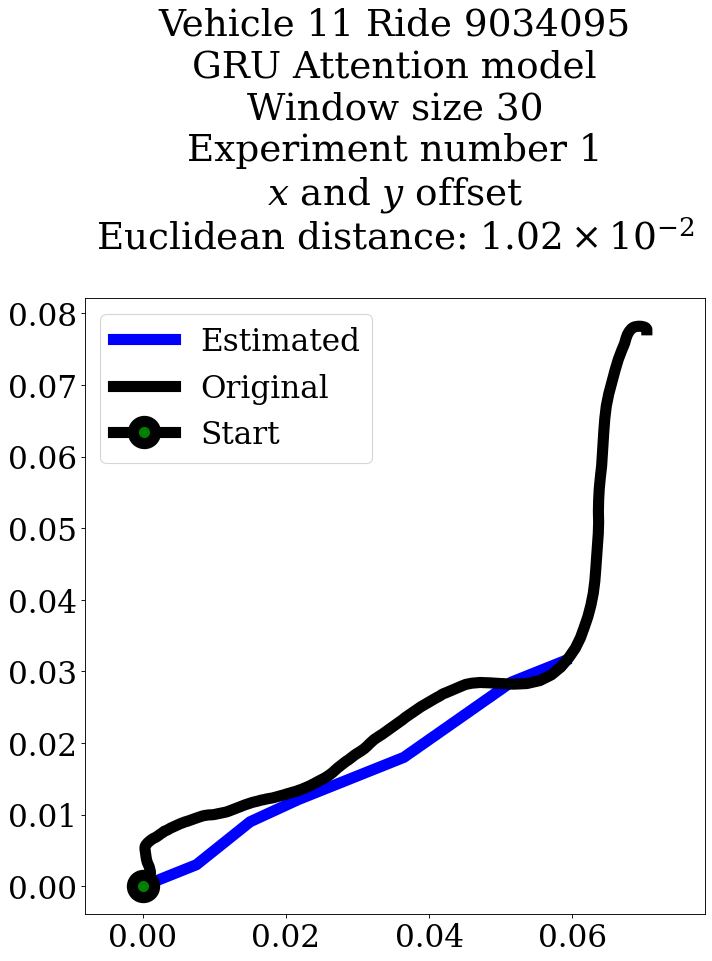 Vehicle 11 Ride 9034095
GRU Attention model
Window size 30
Experiment number 1
x and y offset
Euclidean distance: 1.02 × 10⁻²
0.08
0.07
0.06
0.05
0.04
0.03
0.02
0.01
0.00
Estimated
Original
Start
0.00 0.02 0.04 0.06